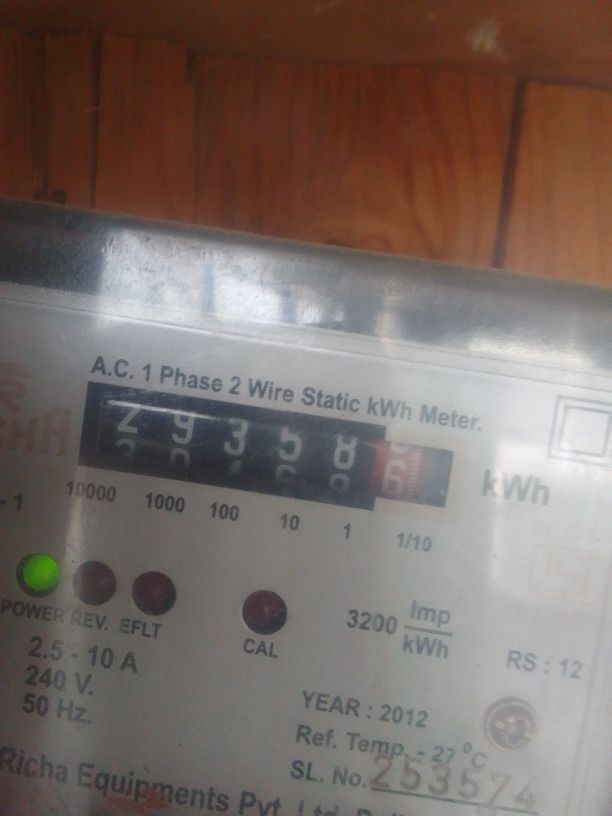 A.C. 1 Phase 2 Wire Static kWh Meter.
2 9 3 5 8 6 kWh
10000 1000 100 10 1 1/10
POWER REV. EFLT CAL
3200 Imp/kWh
RS : 12
2.5 - 10 A
240 V.
50 Hz.
YEAR : 2012
Ref. Temp. - 27 °C
SL. No. 253574
Richa Equipments Pvt. Ltd.